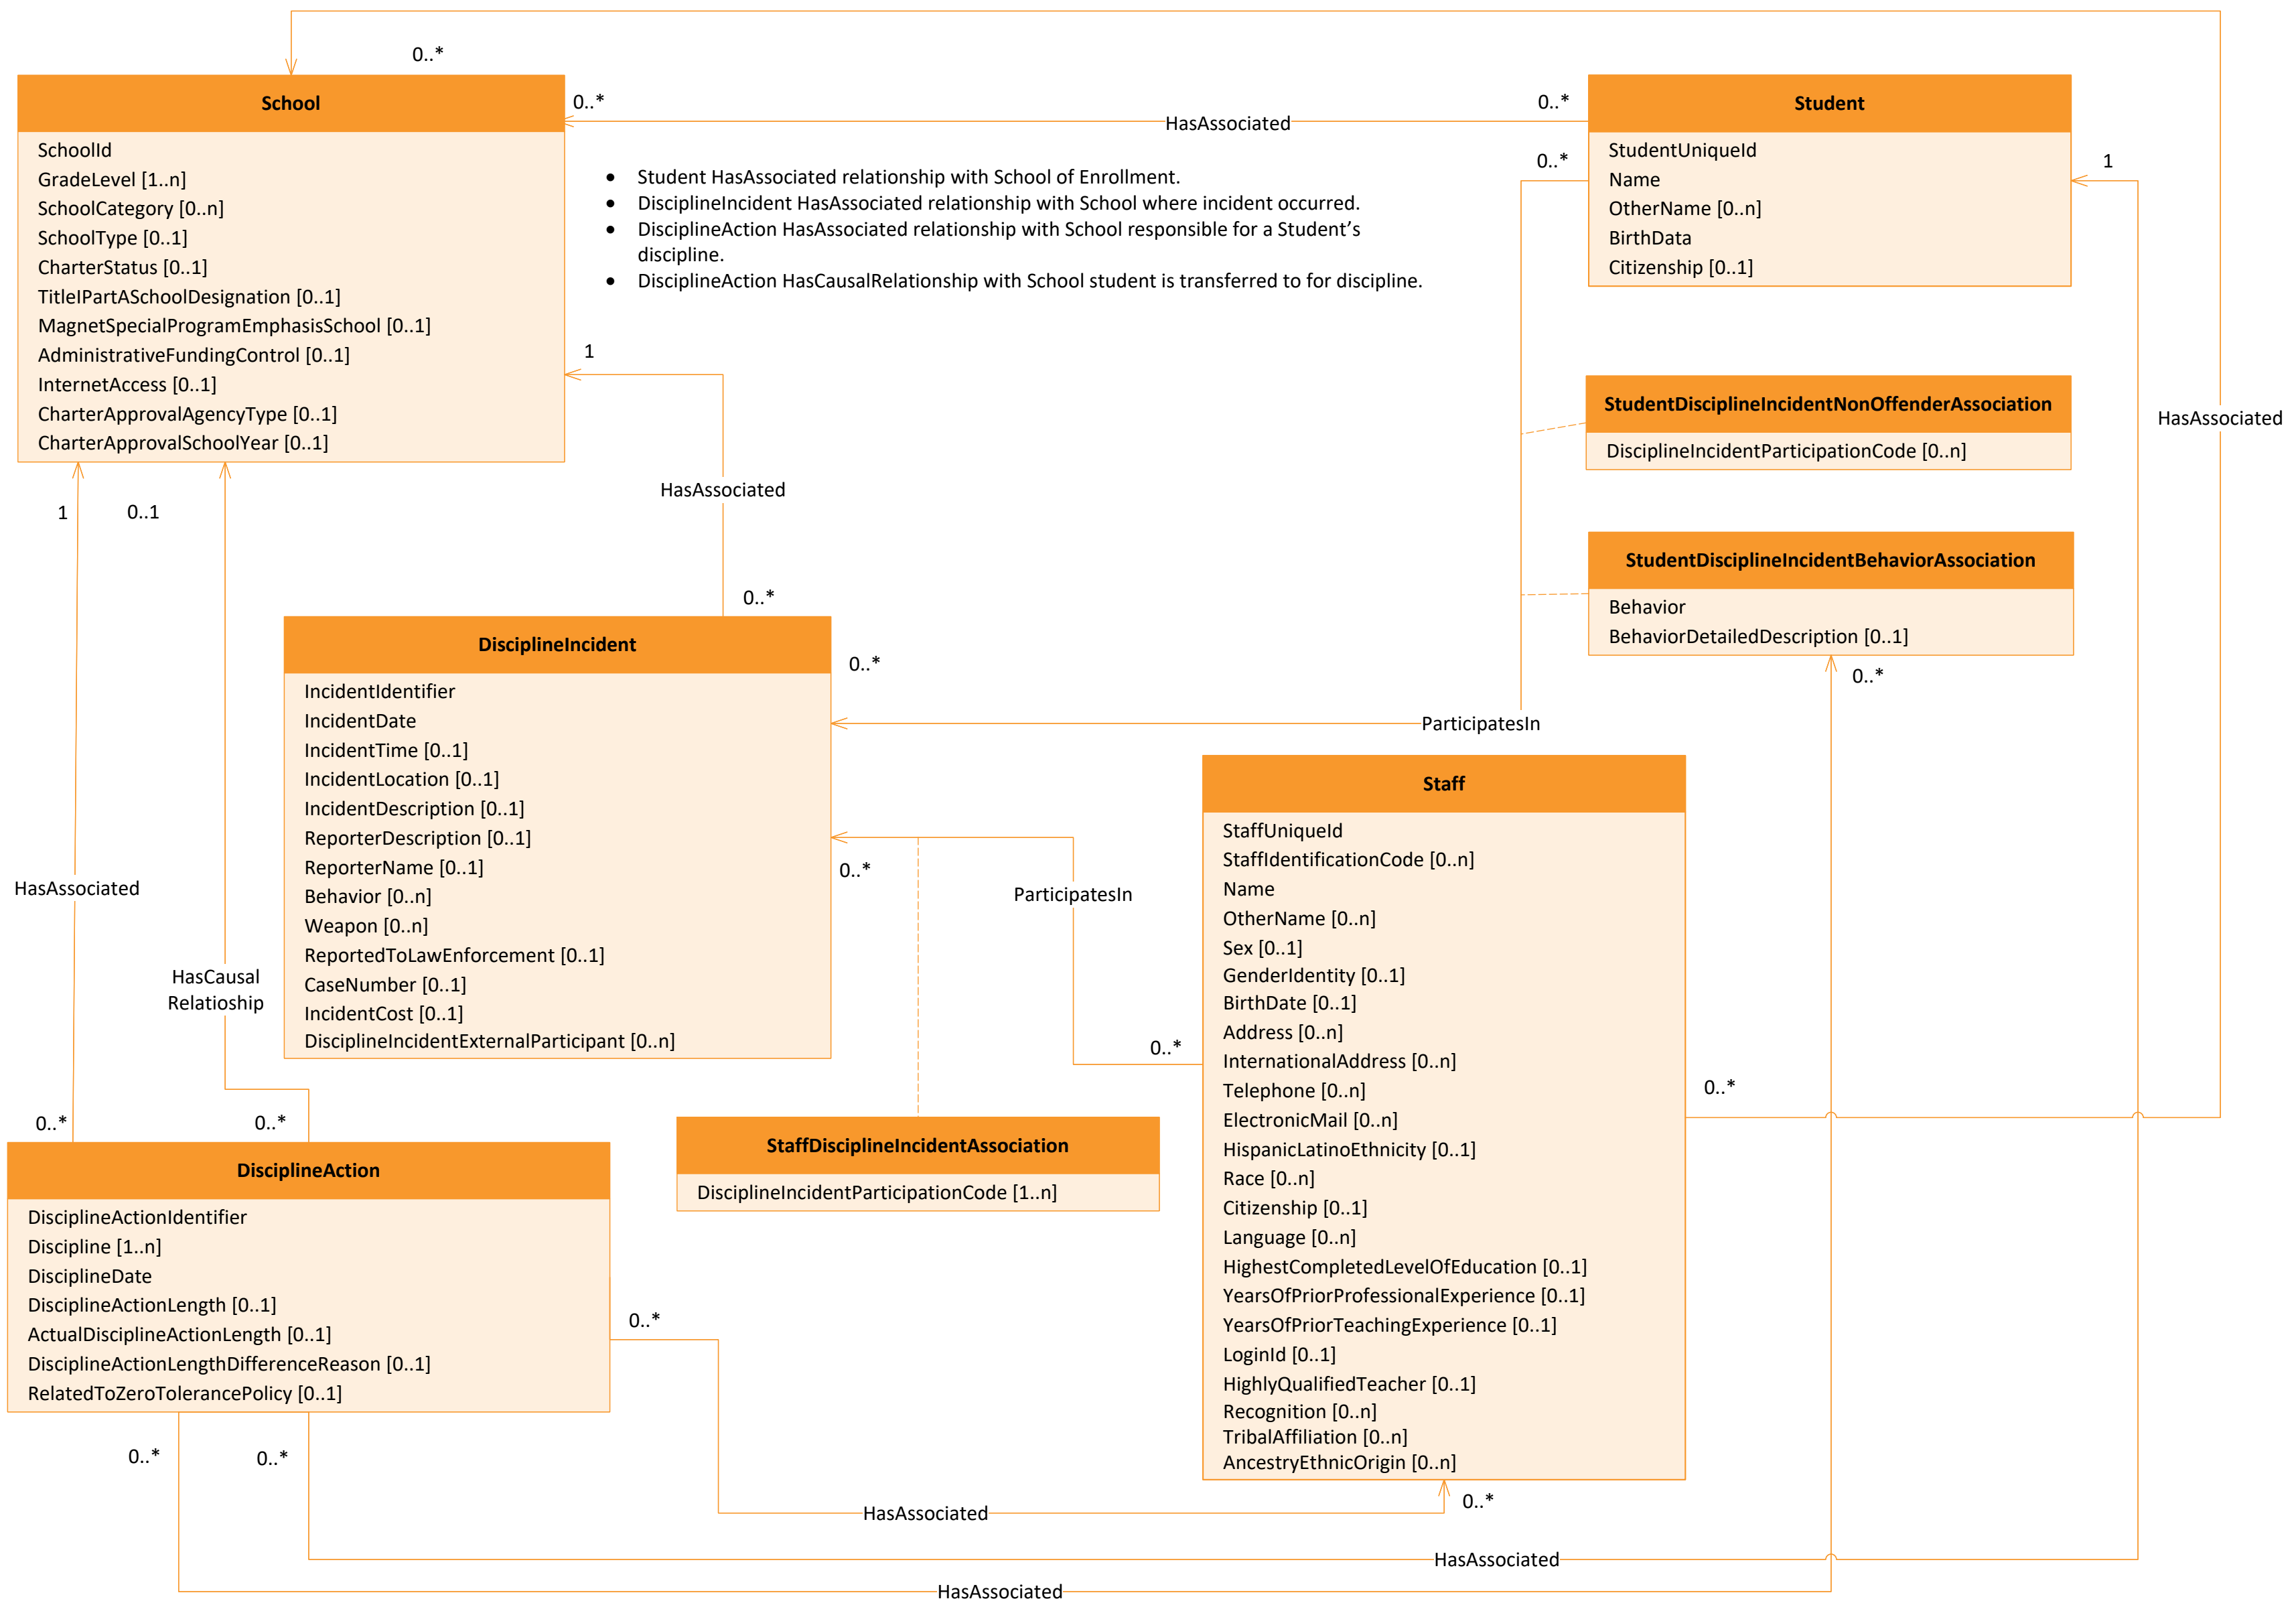 0..*
School
SchoolId
GradeLevel [1..n]
SchoolCategory [0..n]
SchoolType [0..1]
CharterStatus [0..1]
TitleIPartASchoolDesignation [0..1]
MagnetSpecialProgramEmphasisSchool [0..1]
AdministrativeFundingControl [0..1]
InternetAccess [0..1]
CharterApprovalAgencyType [0..1]
CharterApprovalSchoolYear [0..1]
0..*
HasAssociated
0..*
Student
StudentUniqueId
Name
OtherName [0..n]
BirthData
Citizenship [0..1]
0..*
1
• Student HasAssociated relationship with School of Enrollment.
• DisciplineIncident HasAssociated relationship with School where incident occurred.
• DisciplineAction HasAssociated relationship with School responsible for a Student's
discipline.
• DisciplineAction HasCausalRelationship with School student is transferred to for discipline.
1
HasAssociated
0..*
StudentDisciplineIncidentNonOffenderAssociation
DisciplineIncidentParticipationCode [0..n]
HasAssociated
StudentDisciplineIncidentBehaviorAssociation
Behavior
BehaviorDetailedDescription [0..1]
0..*
1
0..1
DisciplineIncident
IncidentIdentifier
IncidentDate
IncidentTime [0..1]
IncidentLocation [0..1]
IncidentDescription [0..1]
ReporterDescription [0..1]
ReporterName [0..1]
Behavior [0..n]
Weapon [0..n]
ReportedToLawEnforcement [0..1]
CaseNumber [0..1]
IncidentCost [0..1]
DisciplineIncidentExternalParticipant [0..n]
0..*
ParticipatesIn
0..*
ParticipatesIn
0..*
Staff
StaffUniqueId
StaffIdentificationCode [0..n]
Name
OtherName [0..n]
Sex [0..1]
GenderIdentity [0..1]
BirthDate [0..1]
Address [0..n]
InternationalAddress [0..n]
Telephone [0..n]
ElectronicMail [0..n]
HispanicLatinoEthnicity [0..1]
Race [0..n]
Citizenship [0..1]
Language [0..n]
HighestCompletedLevelOfEducation [0..1]
YearsOfPriorProfessionalExperience [0..1]
YearsOfPriorTeachingExperience [0..1]
LoginId [0..1]
HighlyQualifiedTeacher [0..1]
Recognition [0..n]
TribalAffiliation [0..n]
AncestryEthnicOrigin [0..n]
0..*
HasAssociated
HasCausal
Relatioship
0..*
0..*
StaffDisciplineIncidentAssociation
DisciplineIncidentParticipationCode [1..n]
DisciplineAction
DisciplineActionIdentifier
Discipline [1..n]
DisciplineDate
DisciplineActionLength [0..1]
ActualDisciplineActionLength [0..1]
DisciplineActionLengthDifferenceReason [0..1]
RelatedToZeroTolerancePolicy [0..1]
0..*
0..*
0..*
HasAssociated
0..*
HasAssociated
HasAssociated